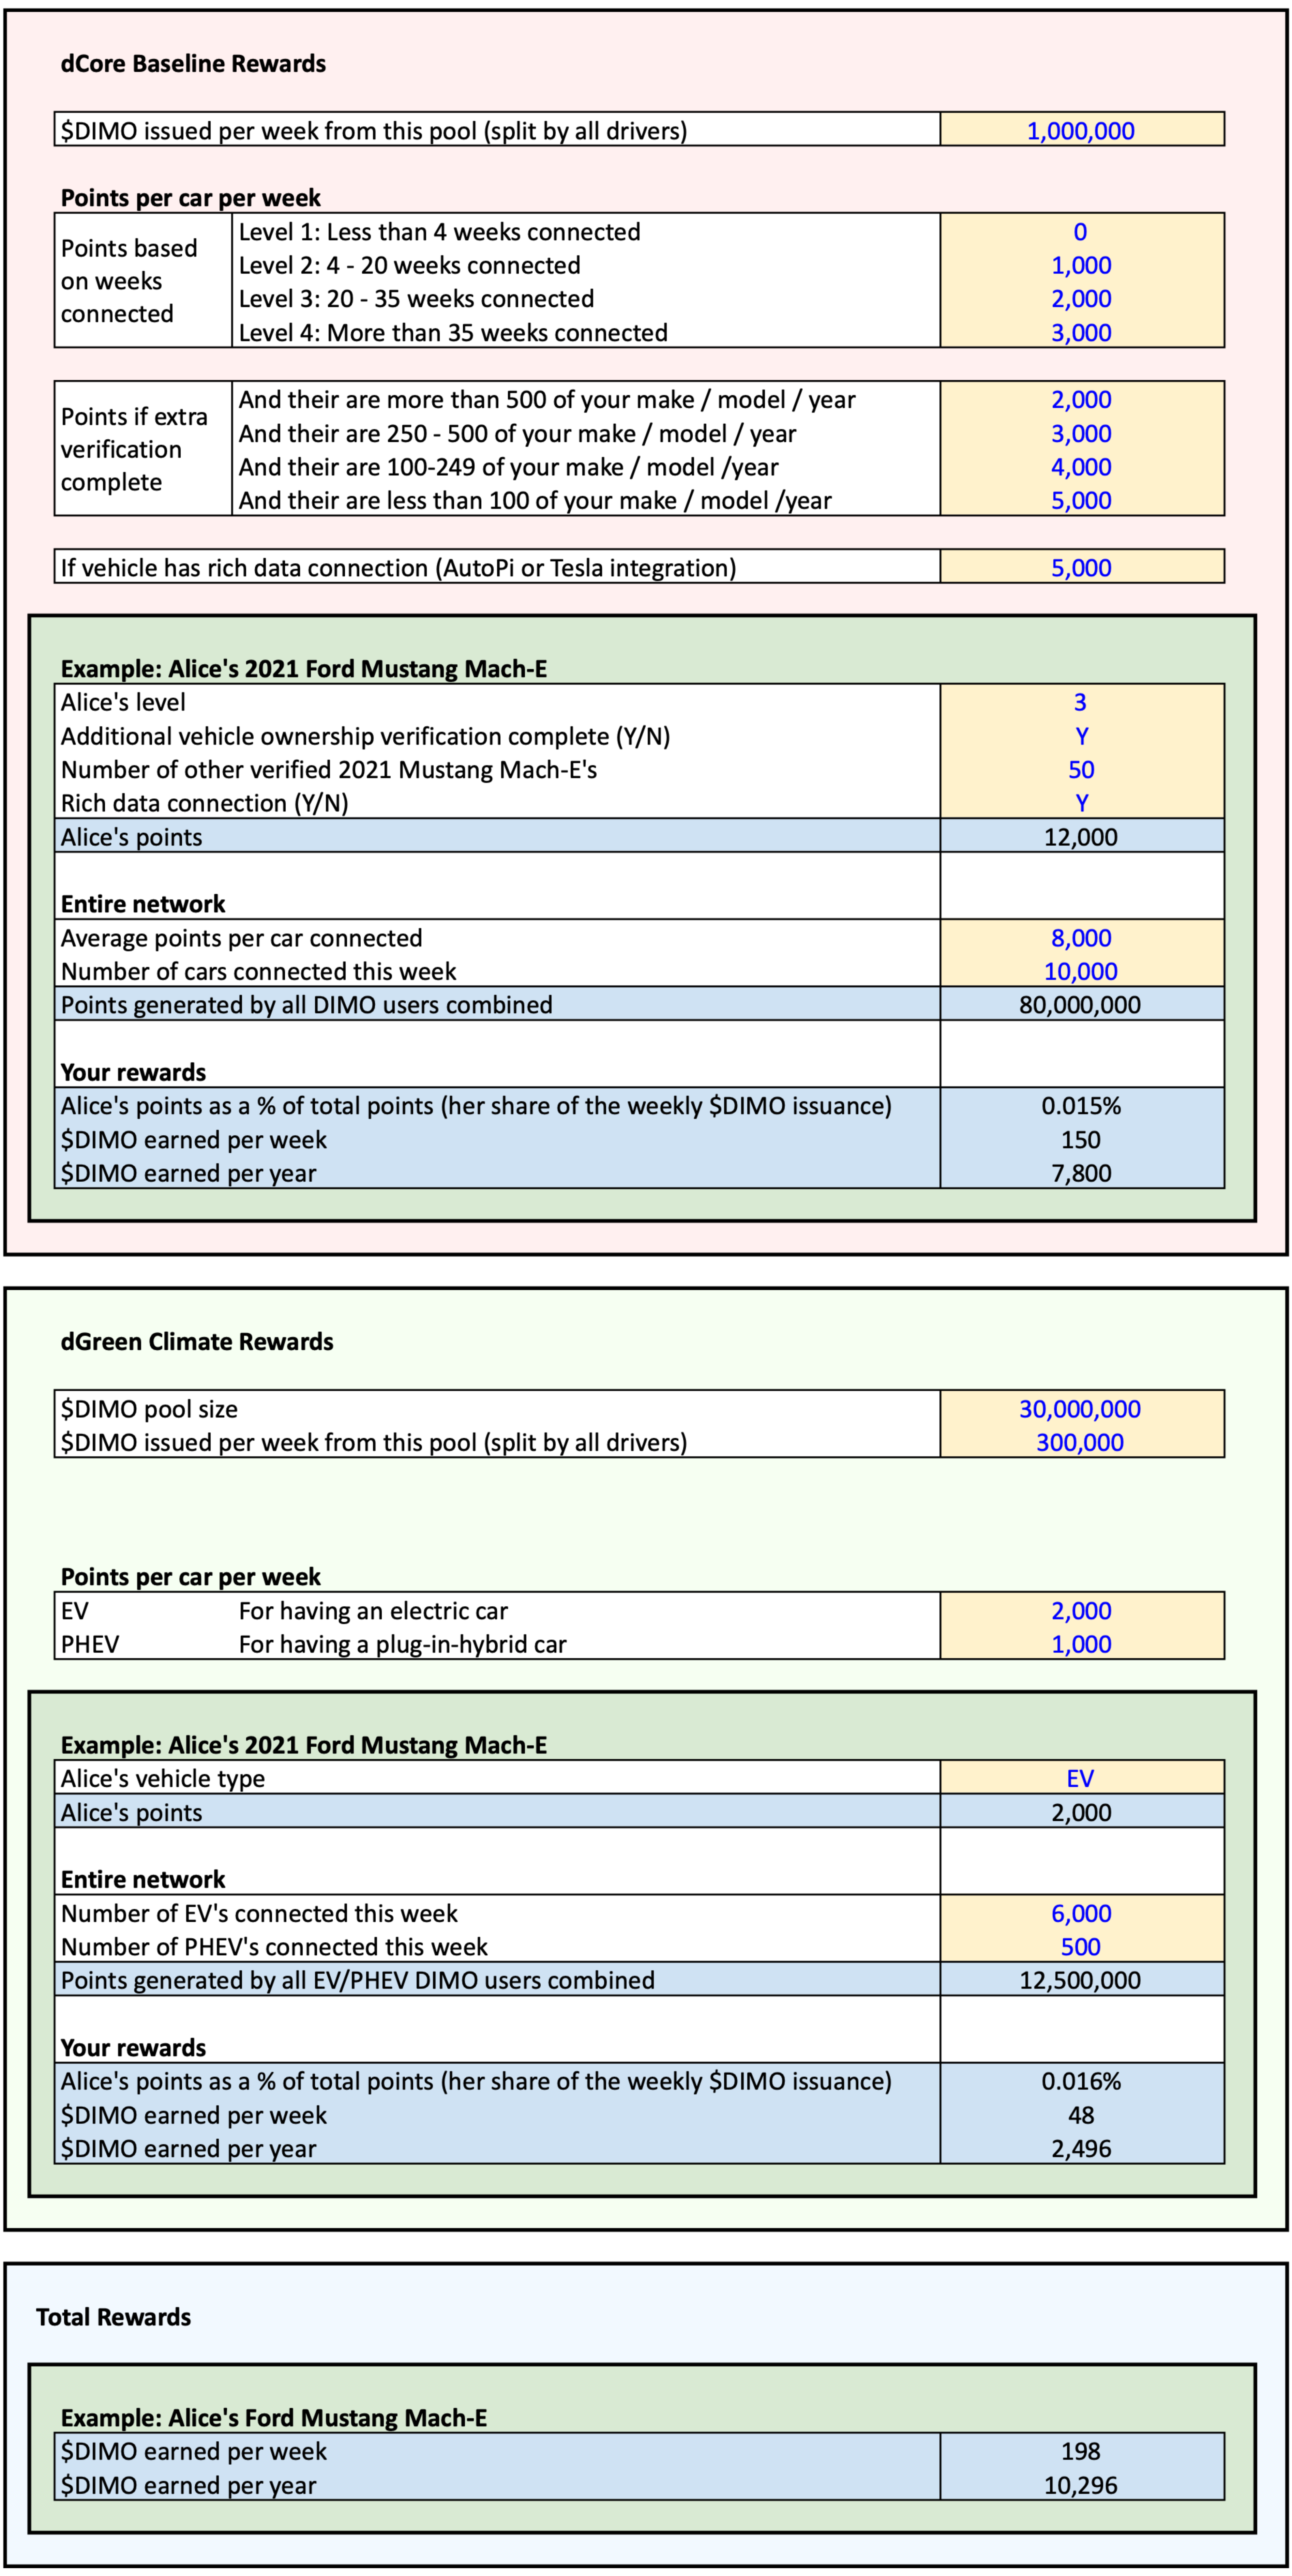 dCore Baseline Rewards
$DIMO issued per week from this pool (split by all drivers) 1,000,000
Points per car per week
Points based on weeks connected
Level 1: Less than 4 weeks connected 0
Level 2: 4 - 20 weeks connected 1,000
Level 3: 20 - 35 weeks connected 2,000
Level 4: More than 35 weeks connected 3,000
Points if extra verification complete
And their are more than 500 of your make / model / year 2,000
And their are 250 - 500 of your make / model / year 3,000
And their are 100-249 of your make / model /year 4,000
And their are less than 100 of your make / model /year 5,000
If vehicle has rich data connection (AutoPi or Tesla integration) 5,000
Example: Alice's 2021 Ford Mustang Mach-E
Alice's level 3
Additional vehicle ownership verification complete (Y/N) Y
Number of other verified 2021 Mustang Mach-E's 50
Rich data connection (Y/N) Y
Alice's points 12,000
Entire network
Average points per car connected 8,000
Number of cars connected this week 10,000
Points generated by all DIMO users combined 80,000,000
Your rewards
Alice's points as a % of total points (her share of the weekly $DIMO issuance) 0.015%
$DIMO earned per week 150
$DIMO earned per year 7,800
dGreen Climate Rewards
$DIMO pool size 30,000,000
$DIMO issued per week from this pool (split by all drivers) 300,000
Points per car per week
EV For having an electric car 2,000
PHEV For having a plug-in-hybrid car 1,000
Example: Alice's 2021 Ford Mustang Mach-E
Alice's vehicle type EV
Alice's points 2,000
Entire network
Number of EV's connected this week 6,000
Number of PHEV's connected this week 500
Points generated by all EV/PHEV DIMO users combined 12,500,000
Your rewards
Alice's points as a % of total points (her share of the weekly $DIMO issuance) 0.016%
$DIMO earned per week 48
$DIMO earned per year 2,496
Total Rewards
Example: Alice's Ford Mustang Mach-E
$DIMO earned per week 198
$DIMO earned per year 10,296